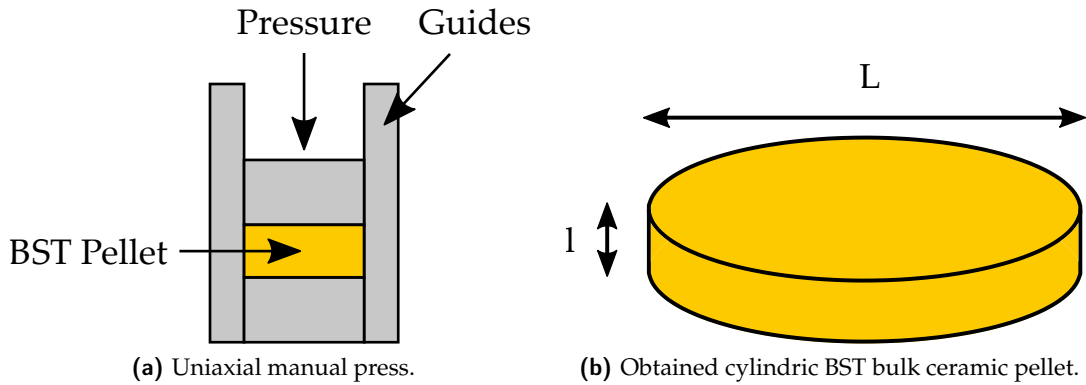 Pressure
Guides
BST Pellet
L
l
(a) Uniaxial manual press.
(b) Obtained cylindric BST bulk ceramic pellet.